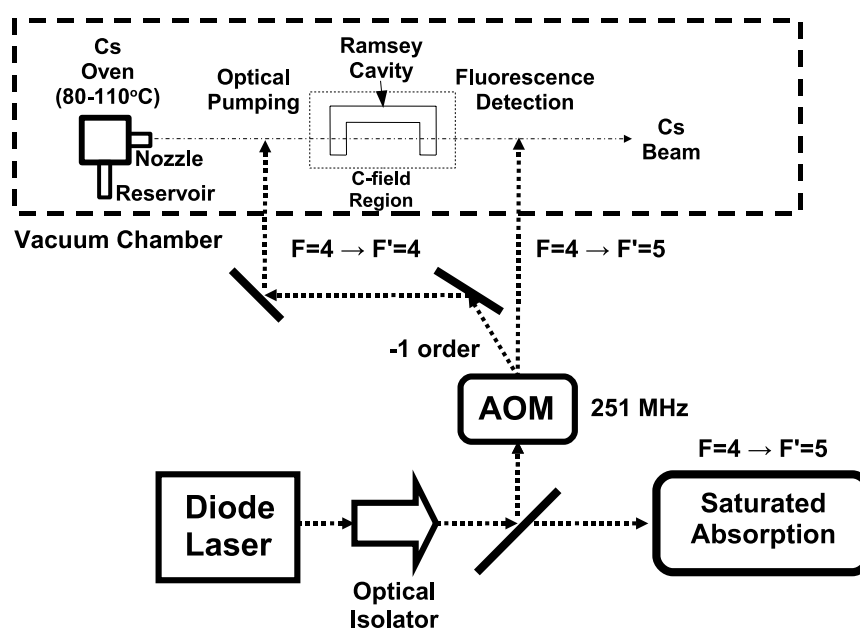 Cs
Oven
(80-110°C)
Optical
Pumping
Ramsey
Cavity
Fluorescence
Detection
Cs
Beam
Nozzle
Reservoir
C-field
Region
Vacuum Chamber
F=4 → F'=4
F=4 → F'=5
-1 order
AOM
251 MHz
F=4 → F'=5
Diode
Laser
Optical
Isolator
Saturated
Absorption